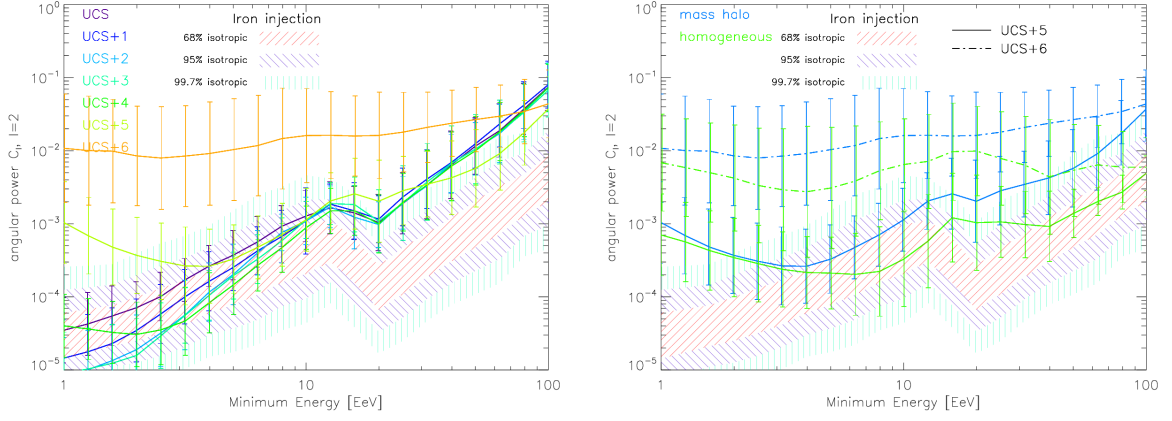 UCS
UCS+1
UCS+2
UCS+3
UCS+4
UCS+5
UCS+6
Iron injection
68% isotropic
95% isotropic
99.7% isotropic
angular power C_l, l=2
10^0
10^-1
10^-2
10^-3
10^-4
10^-5
1
10
100
Minimum Energy [EeV]
mass halo
homogeneous
Iron injection
68% isotropic
95% isotropic
99.7% isotropic
UCS+5
UCS+6
angular power C_l, l=2
10^0
10^-1
10^-2
10^-3
10^-4
10^-5
1
10
100
Minimum Energy [EeV]